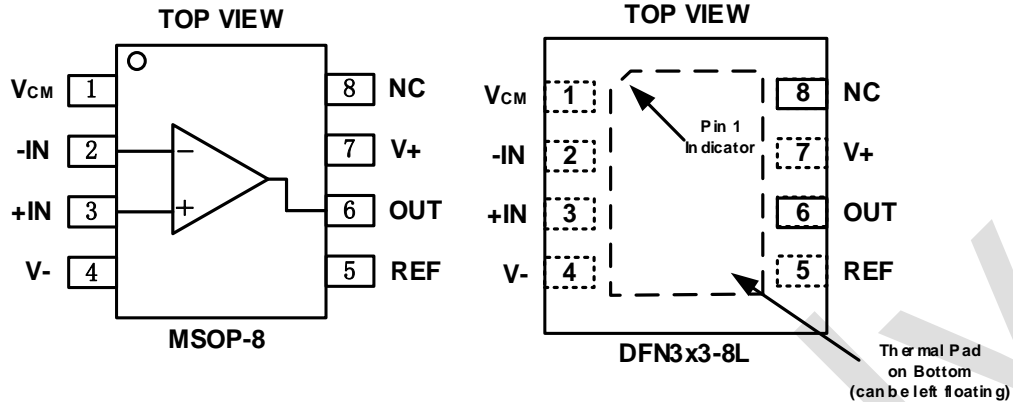 TOP VIEW
VCM 1
-IN 2
+IN 3
V- 4
8 NC
7 V+
6 OUT
5 REF
−
+
MSOP-8
TOP VIEW
VCM 1
-IN 2
+IN 3
V- 4
8 NC
7 V+
6 OUT
5 REF
Pin 1
Indicator
DFN3x3-8L
Thermal Pad
on Bottom
(can be left floating)